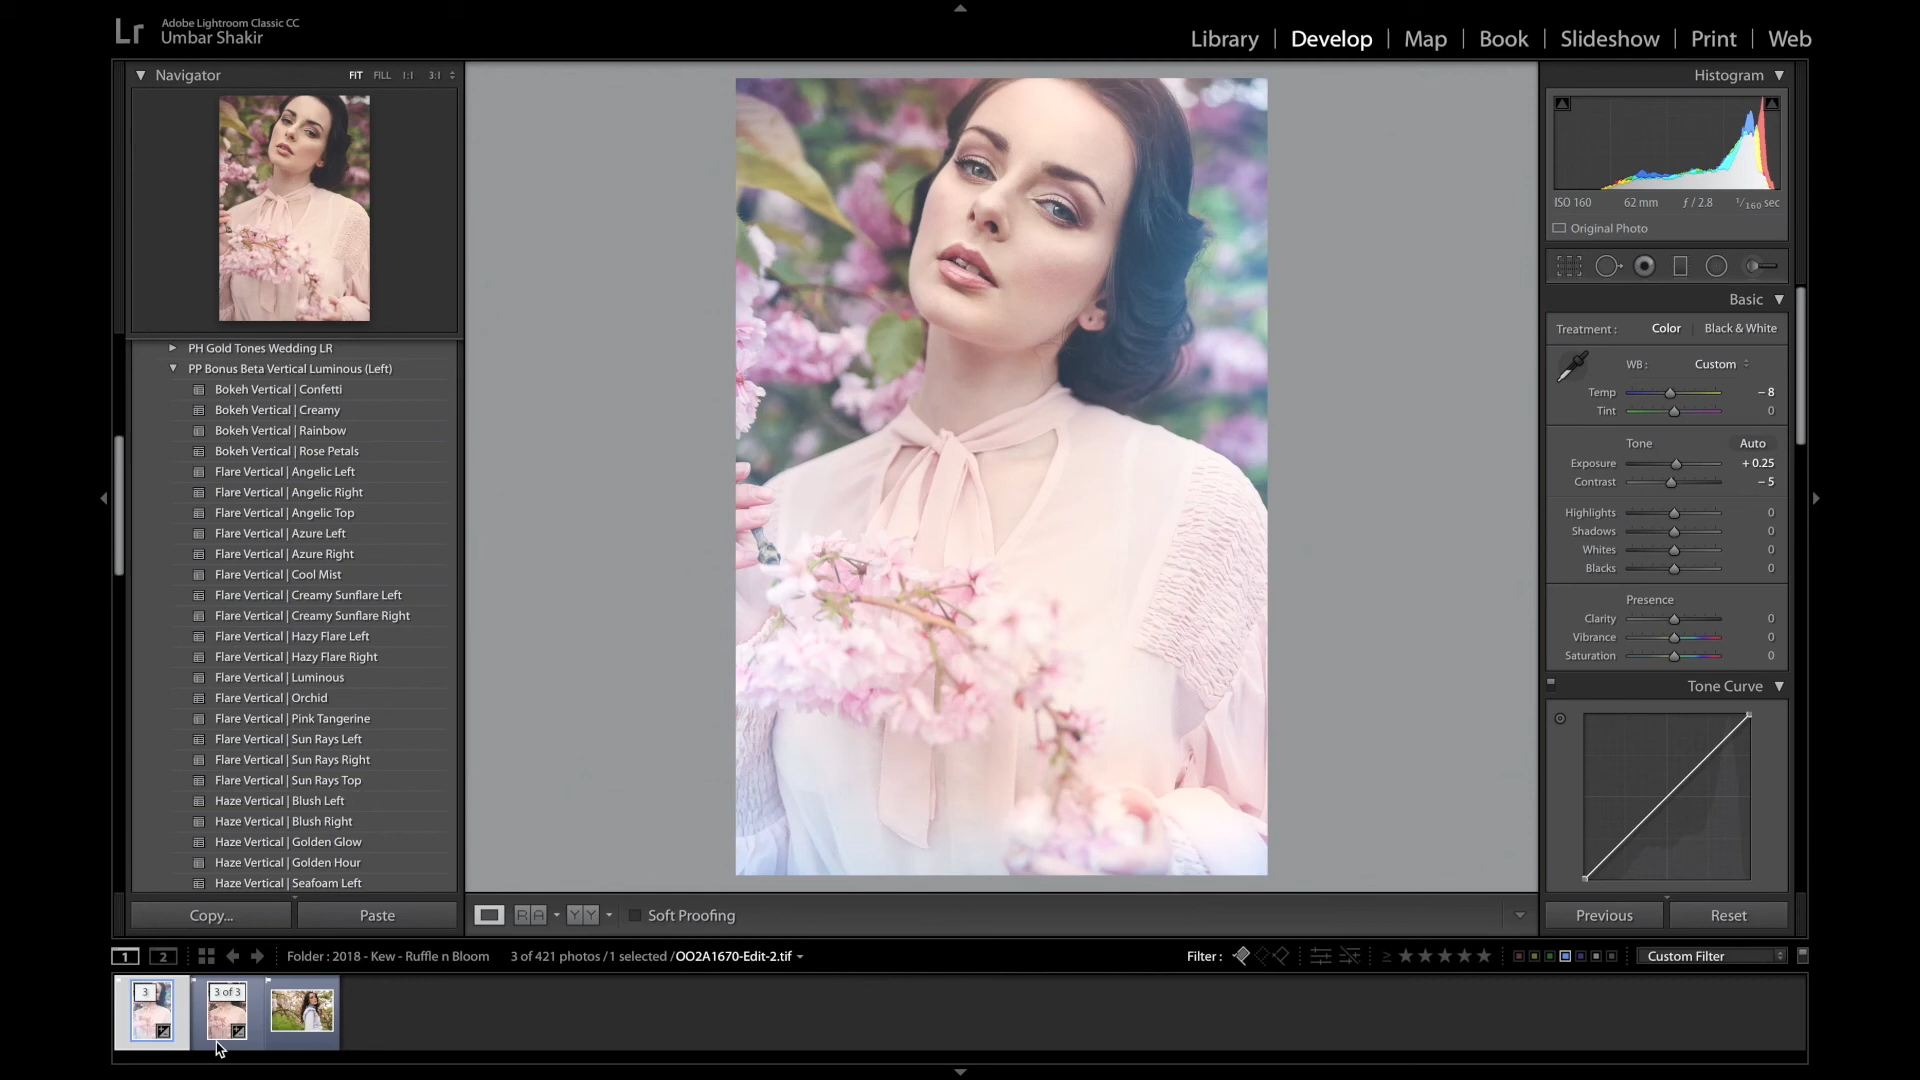 Lr
Adobe Lightroom Classic CC
Umbar Shakir
Library | Develop | Map | Book | Slideshow | Print | Web
Navigator FIT FILL 1:1 3:1
PH Gold Tones Wedding LR
PP Bonus Beta Vertical Luminous (Left)
Bokeh Vertical | Confetti
Bokeh Vertical | Creamy
Bokeh Vertical | Rainbow
Bokeh Vertical | Rose Petals
Flare Vertical | Angelic Left
Flare Vertical | Angelic Right
Flare Vertical | Angelic Top
Flare Vertical | Azure Left
Flare Vertical | Azure Right
Flare Vertical | Cool Mist
Flare Vertical | Creamy Sunflare Left
Flare Vertical | Creamy Sunflare Right
Flare Vertical | Hazy Flare Left
Flare Vertical | Hazy Flare Right
Flare Vertical | Luminous
Flare Vertical | Orchid
Flare Vertical | Pink Tangerine
Flare Vertical | Sun Rays Left
Flare Vertical | Sun Rays Right
Flare Vertical | Sun Rays Top
Haze Vertical | Blush Left
Haze Vertical | Blush Right
Haze Vertical | Golden Glow
Haze Vertical | Golden Hour
Haze Vertical | Seafoam Left
Copy... Paste
R A Y Y Soft Proofing
Histogram
ISO 160 62 mm ƒ / 2.8 1/160 sec
Original Photo
Basic
Treatment : Color Black & White
WB : Custom
Temp – 8
Tint 0
Tone Auto
Exposure + 0.25
Contrast – 5
Highlights 0
Shadows 0
Whites 0
Blacks 0
Presence
Clarity 0
Vibrance 0
Saturation 0
Tone Curve
Previous Reset
1 2 Folder : 2018 - Kew - Ruffle n Bloom 3 of 421 photos / 1 selected / OO2A1670-Edit-2.tif Filter : ≥ ★★★★★ Custom Filter
3 3 of 3